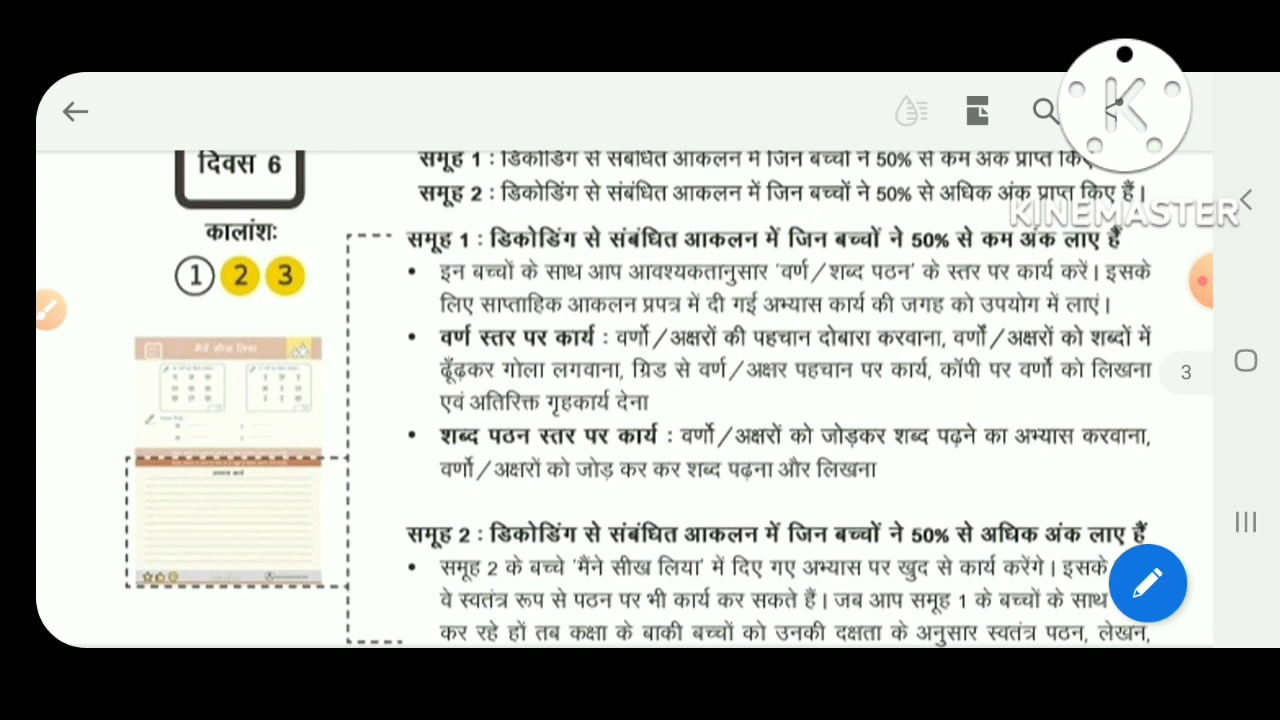 दिवस 6
कालांशः
1 2 3
समूह 1 : डिकोडिंग से संबंधित आकलन में जिन बच्चों ने 50% से कम अंक प्राप्त
समूह 2 : डिकोडिंग से संबंधित आकलन में जिन बच्चों ने 50% से अधिक अंक प्राप्त किए हैं।
KINEMASTER
समूह 1 : डिकोडिंग से संबंधित आकलन में जिन बच्चों ने 50% से कम अंक लाए हैं
• इन बच्चों के साथ आप आवश्यकतानुसार 'वर्ण/शब्द पठन' के स्तर पर कार्य करें। इसके
लिए साप्ताहिक आकलन प्रपत्र में दी गई अभ्यास कार्य की जगह को उपयोग में लाएं।
• वर्ण स्तर पर कार्य : वर्णो/अक्षरों की पहचान दोबारा करवाना, वर्णों/अक्षरों को शब्दों में
ढूँढ़कर गोला लगवाना, ग्रिड से वर्ण/अक्षर पहचान पर कार्य, कॉपी पर वर्णों को लिखना
एवं अतिरिक्त गृहकार्य देना
• शब्द पठन स्तर पर कार्य : वर्णो/अक्षरों को जोड़कर शब्द पढ़ने का अभ्यास करवाना,
वर्णो/अक्षरों को जोड़ कर कर शब्द पढ़ना और लिखना
समूह 2 : डिकोडिंग से संबंधित आकलन में जिन बच्चों ने 50% से अधिक अंक लाए हैं
• समूह 2 के बच्चे 'मैंने सीख लिया' में दिए गए अभ्यास पर खुद से कार्य करेंगे। इसके
वे स्वतंत्र रूप से पठन पर भी कार्य कर सकते हैं। जब आप समूह 1 के बच्चों के साथ
कर रहे हों तब कक्षा के बाकी बच्चों को उनकी दक्षता के अनुसार स्वतंत्र पठन, लेखन,
मैंने सीख लिया
3